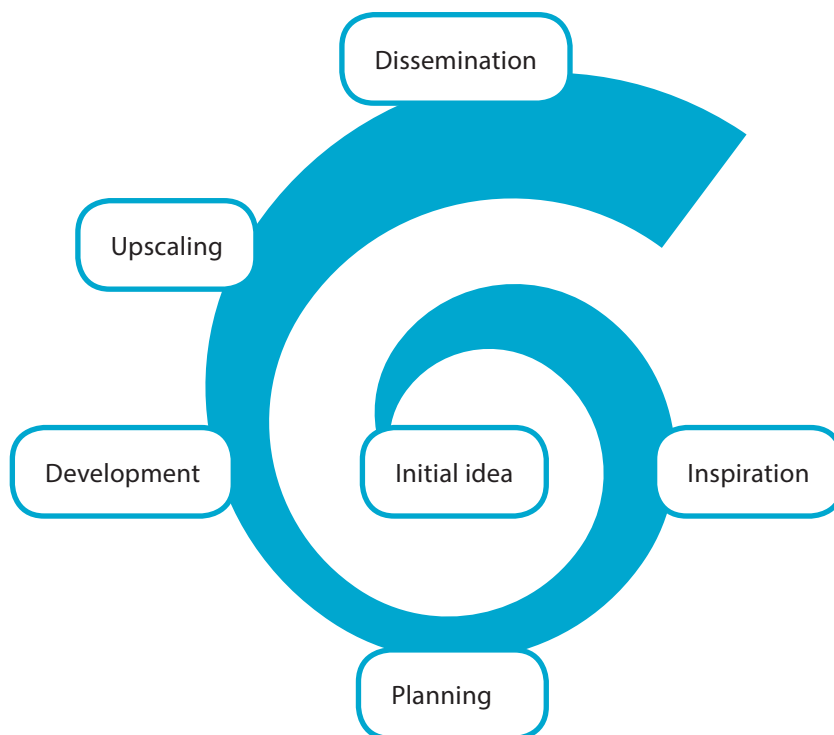 Dissemination
Upscaling
Development
Initial idea
Inspiration
Planning